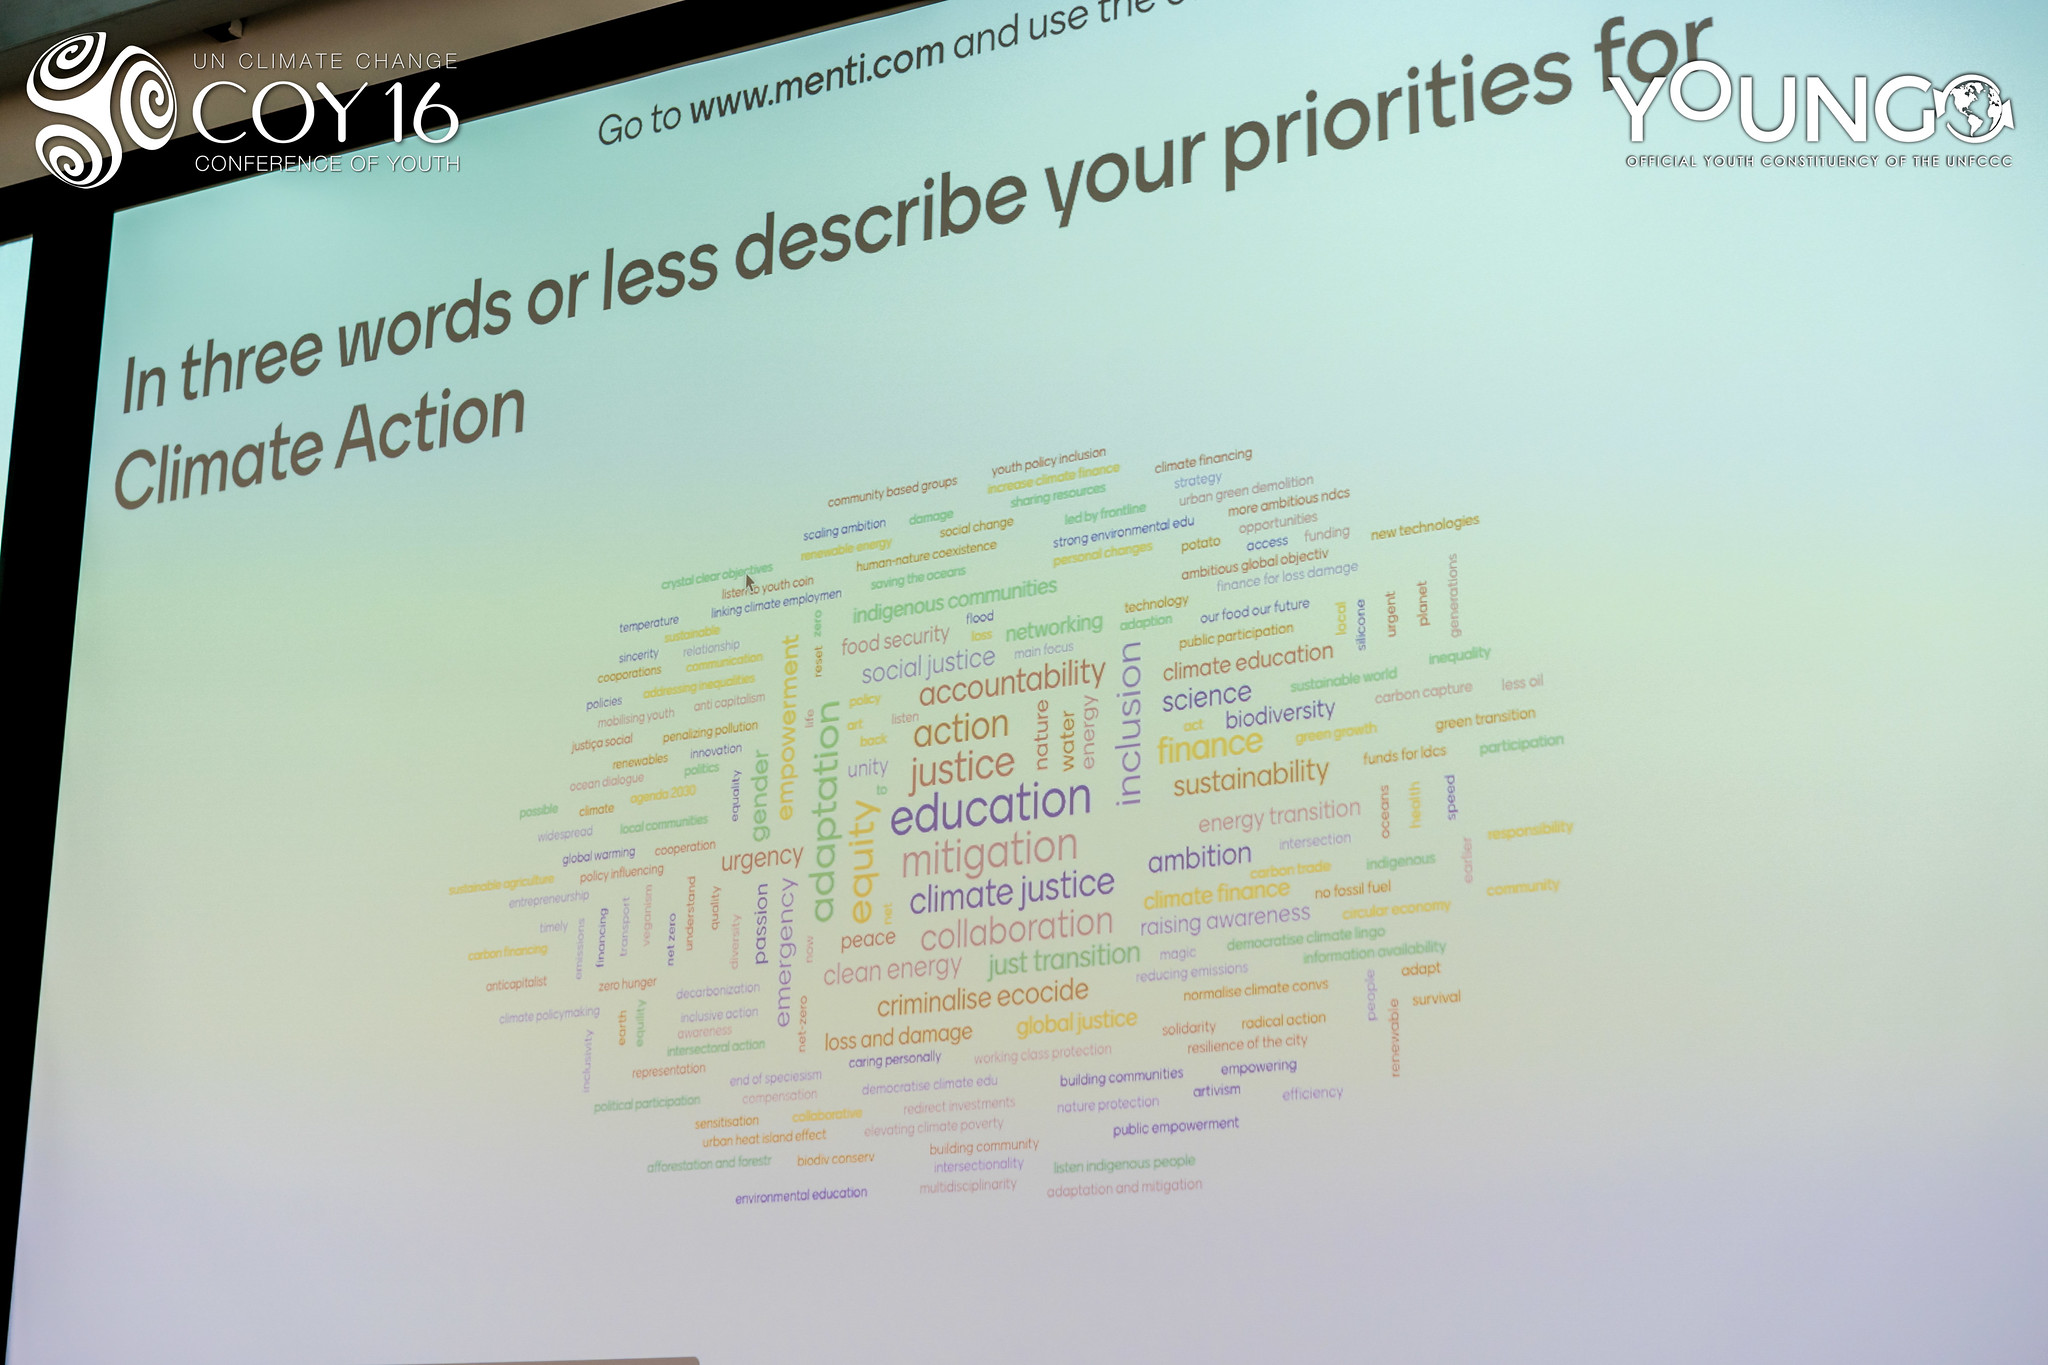 UN CLIMATE CHANGE
COY 16
CONFERENCE OF YOUTH
YOUNGO
OFFICIAL YOUTH CONSTITUENCY OF THE UNFCCC
Go to www.menti.com and use the
In three words or less describe your priorities for
Climate Action
youth policy inclusion
climate financing
increase climate finance
community based groups
sharing resources
strategy
urban green demolition
more ambitious ndcs
scaling ambition
damage
social change
led by frontline
opportunities
strong environmental edu
renewable energy
human-nature coexistence
personal changes
potato
access
funding
new technologies
crystal clear objectives
saving the oceans
ambitious global objectiv
finance for loss damage
youth coin
linking climate employmen
indigenous communities
temperature
sustainable
zero
flood
technology
our food our future
local
silicone
urgent
planet
generations
food security
loss
networking
adaption
public participation
sincerity
relationship
reset
social justice
main focus
climate education
inequality
cooporations
communication
empowerment
accountability
inclusion
science
sustainable world
carbon capture
less oil
policies
addressing inequalities
policy
mobilising youth
anti capitalism
life
art
listen
action
nature
water
energy
act
biodiversity
green growth
green transition
justiça social
penalizing pollution
back
finance
funds for ldcs
participation
renewables
innovation
gender
adaptation
unity
justice
sustainability
ocean dialogue
politics
equality
to
education
energy transition
oceans
health
speed
possible
climate
agenda 2030
equity
widespread
local communities
mitigation
ambition
intersection
responsibility
global warming
cooperation
urgency
carbon trade
indigenous
earlier
sustainable agriculture
policy influencing
climate justice
climate finance
no fossil fuel
community
entrepreneurship
veganism
understand
quality
passion
emergency
net
collaboration
raising awareness
circular economy
timely
emissions
financing
transport
net zero
diversity
now
peace
democratise climate lingo
carbon financing
clean energy
just transition
magic
information availability
anticapitalist
zero hunger
decarbonization
reducing emissions
people
adapt
climate policymaking
earth
equlity
inclusive action
net-zero
criminalise ecocide
normalise climate convs
renewable
survival
inclusivity
awareness
loss and damage
global justice
solidarity
radical action
intersectoral action
resilience of the city
representation
caring personally
working class protection
end of speciesism
democratise climate edu
building communities
empowering
political participation
compensation
redirect investments
nature protection
artivism
efficiency
sensitisation
collaborative
elevating climate poverty
public empowerment
urban heat island effect
building community
afforestation and forestr
biodiv conserv
intersectionality
listen indigenous people
environmental education
multidisciplinarity
adaptation and mitigation